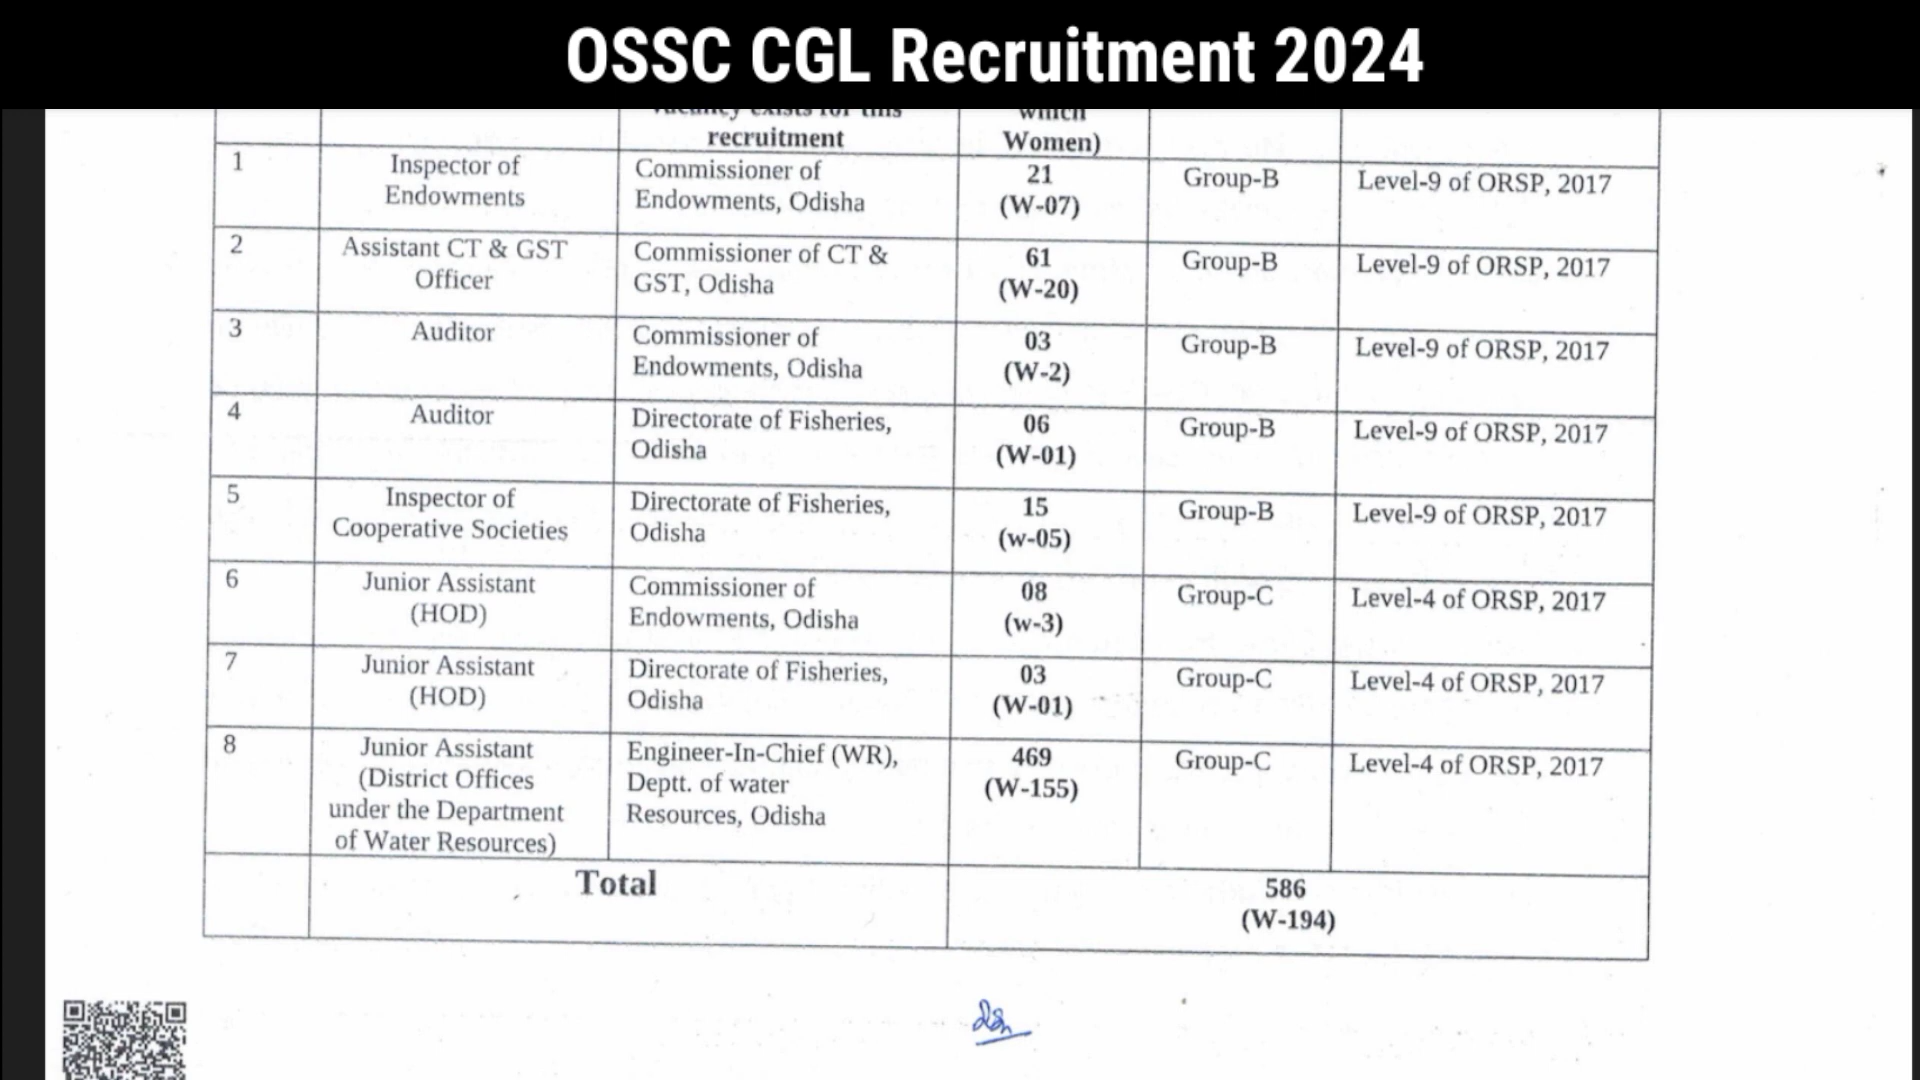 OSSC CGL Recruitment 2024
vacancy exists for this
recruitment
which
Women)
1
Inspector of
Endowments
Commissioner of
Endowments, Odisha
21
(W-07)
Group-B
Level-9 of ORSP, 2017
2
Assistant CT & GST
Officer
Commissioner of CT &
GST, Odisha
61
(W-20)
Group-B
Level-9 of ORSP, 2017
3
Auditor
Commissioner of
Endowments, Odisha
03
(W-2)
Group-B
Level-9 of ORSP, 2017
4
Auditor
Directorate of Fisheries,
Odisha
06
(W-01)
Group-B
Level-9 of ORSP, 2017
5
Inspector of
Cooperative Societies
Directorate of Fisheries,
Odisha
15
(w-05)
Group-B
Level-9 of ORSP, 2017
6
Junior Assistant
(HOD)
Commissioner of
Endowments, Odisha
08
(w-3)
Group-C
Level-4 of ORSP, 2017
7
Junior Assistant
(HOD)
Directorate of Fisheries,
Odisha
03
(W-01)
Group-C
Level-4 of ORSP, 2017
8
Junior Assistant
(District Offices
under the Department
of Water Resources)
Engineer-In-Chief (WR),
Deptt. of water
Resources, Odisha
469
(W-155)
Group-C
Level-4 of ORSP, 2017
Total
586
(W-194)